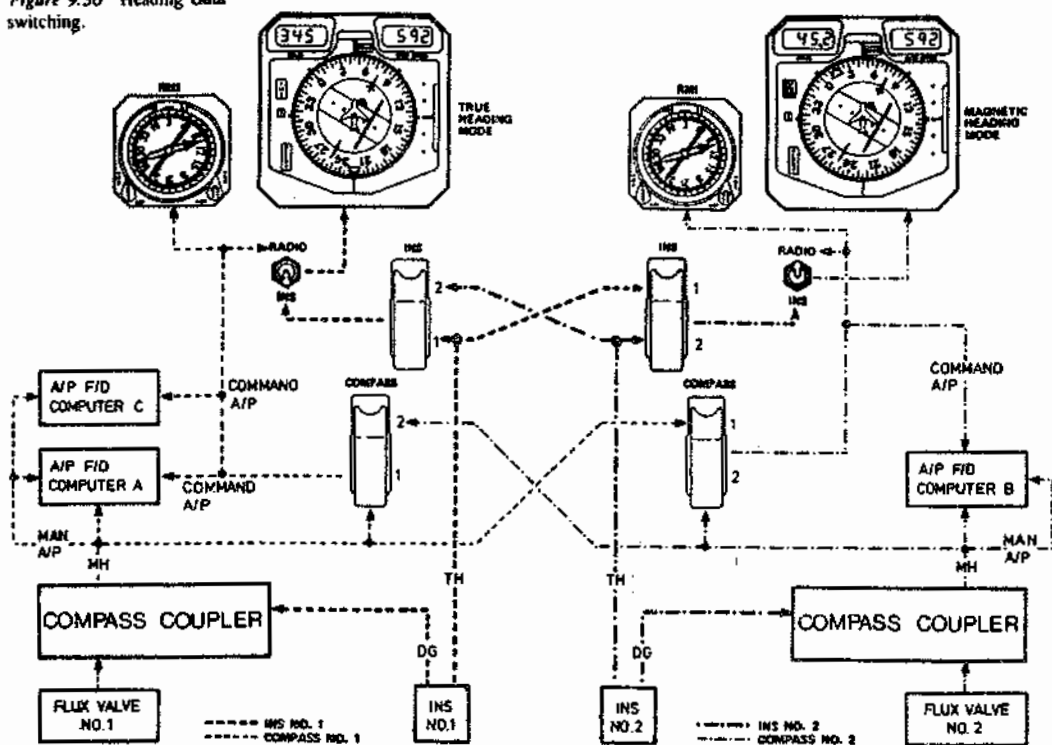 Figure 9.30 Heading data
switching.
345
592
RMI
TRUE
HEADING
MODE
45.2
592
RMI
MAGNETIC
HEADING
MODE
RADIO
INS
INS
2
1
INS
1
2
RADIO
INS
COMPASS
2
1
COMPASS
1
2
A/P F/D
COMPUTER C
COMMAND
A/P
A/P F/D
COMPUTER A
COMMAND
A/P
COMMAND
A/P
A/P F/D
COMPUTER B
MAN
A/P
MH
MAN
A/P
MH
TH
TH
COMPASS COUPLER
COMPASS COUPLER
DG
DG
FLUX VALVE
NO.1
INS
NO.1
INS
NO.2
FLUX VALVE
NO. 2
INS NO. 1
COMPASS NO. 1
INS NO. 2
COMPASS NO. 2